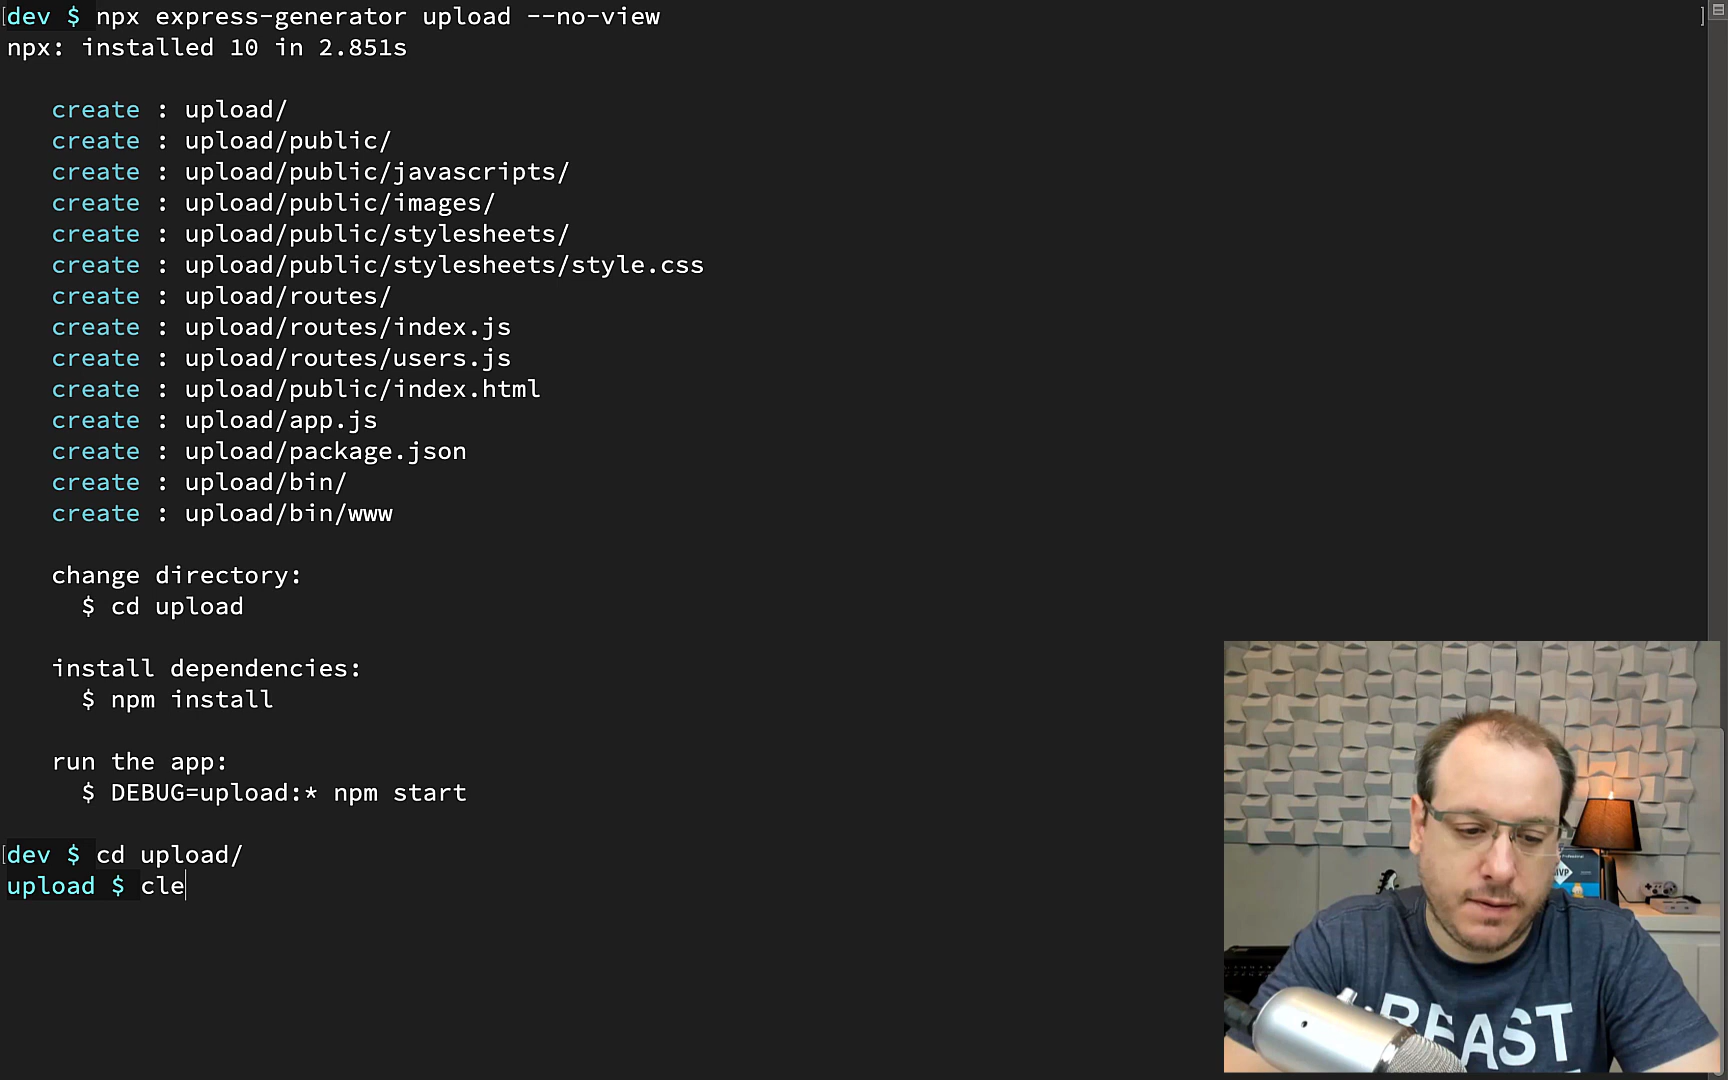 dev $ npx express-generator upload --no-view
npx: installed 10 in 2.851s
create : upload/
create : upload/public/
create : upload/public/javascripts/
create : upload/public/images/
create : upload/public/stylesheets/
create : upload/public/stylesheets/style.css
create : upload/routes/
create : upload/routes/index.js
create : upload/routes/users.js
create : upload/public/index.html
create : upload/app.js
create : upload/package.json
create : upload/bin/
create : upload/bin/www
change directory:
$ cd upload
install dependencies:
$ npm install
run the app:
$ DEBUG=upload:* npm start
dev $ cd upload/
upload $ cle
MVP
BEAST